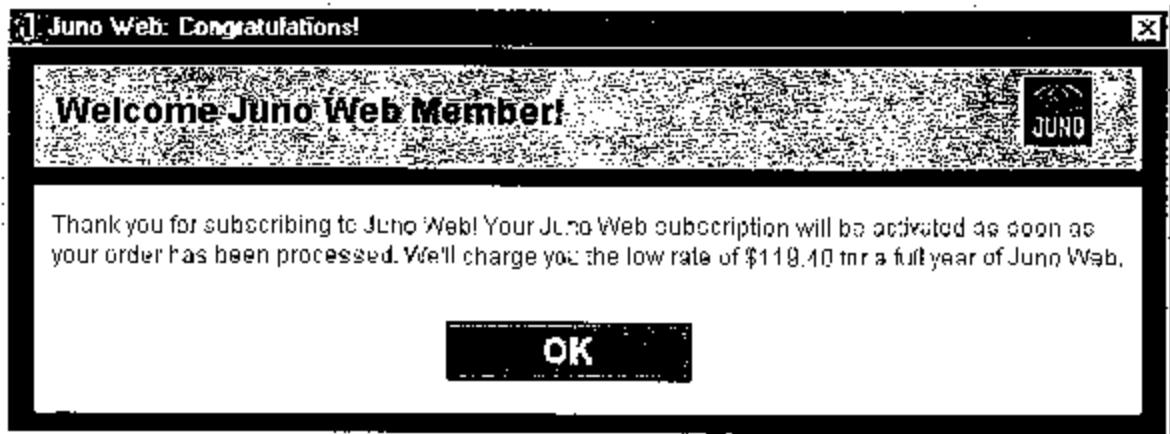 Juno Web: Congratulations!
Welcome Juno Web Member!
JUNO
Thank you for subscribing to Juno Web! Your Juno Web subscription will be activated as soon as
your order has been processed. We'll charge you the low rate of $119.40 for a full year of Juno Web.
OK